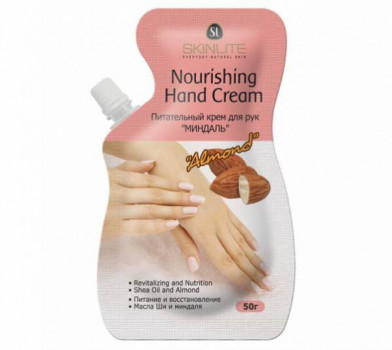 SL
SKINLITE
EVERYDAY NATURAL SKIN
Nourishing
Hand Cream
Питательный крем для рук
"МИНДАЛЬ"
"Almond"
• Revitalizing and Nutrition
• Shea Oil and Almond
• Питание и восстановление
• Масла Ши и миндаля
50г